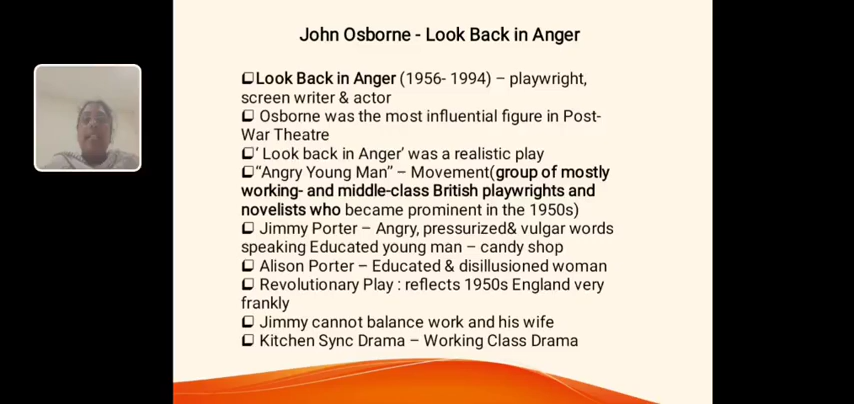 John Osborne - Look Back in Anger
❑Look Back in Anger (1956- 1994) – playwright,
screen writer & actor
❑ Osborne was the most influential figure in Post-
War Theatre
❑‘ Look back in Anger’ was a realistic play
❑“Angry Young Man” – Movement(group of mostly
working- and middle-class British playwrights and
novelists who became prominent in the 1950s)
❑ Jimmy Porter – Angry, pressurized& vulgar words
speaking Educated young man – candy shop
❑ Alison Porter – Educated & disillusioned woman
❑ Revolutionary Play : reflects 1950s England very
frankly
❑ Jimmy cannot balance work and his wife
❑ Kitchen Sync Drama – Working Class Drama